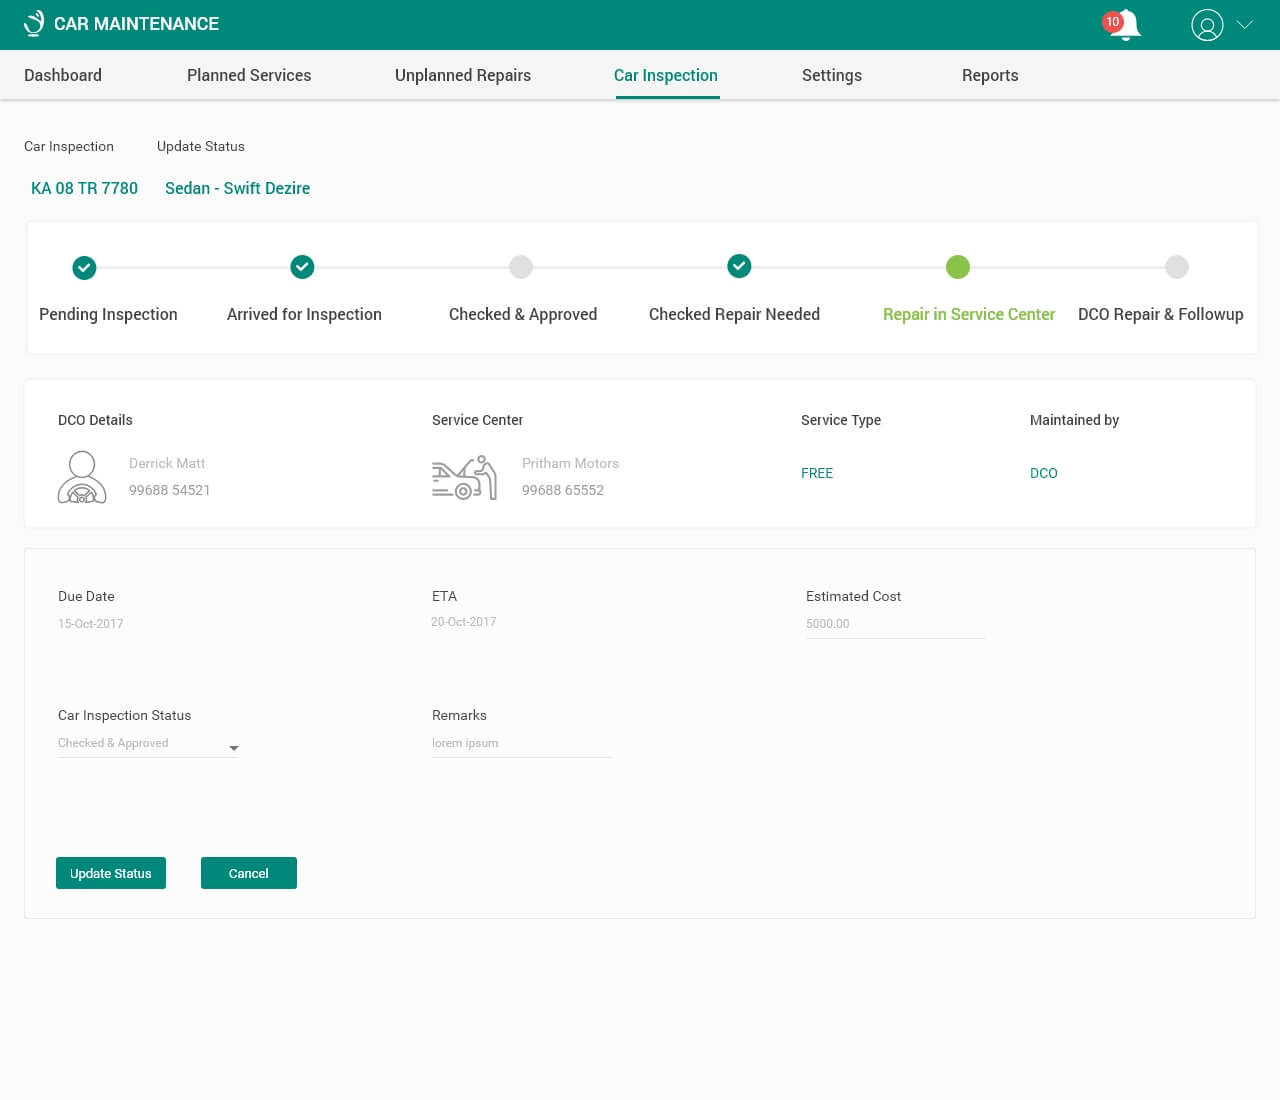 CAR MAINTENANCE
10
Dashboard Planned Services Unplanned Repairs Car Inspection Settings Reports
Car Inspection Update Status
KA 08 TR 7780 Sedan - Swift Dezire
Pending Inspection Arrived for Inspection Checked & Approved Checked Repair Needed Repair in Service Center DCO Repair & Followup
DCO Details Service Center Service Type Maintained by
Derrick Matt Pritham Motors
FREE DCO
99688 54521 99688 65552
Due Date ETA Estimated Cost
15-Oct-2017 20-Oct-2017 5000.00
Car Inspection Status Remarks
Checked & Approved lorem ipsum
Update Status Cancel